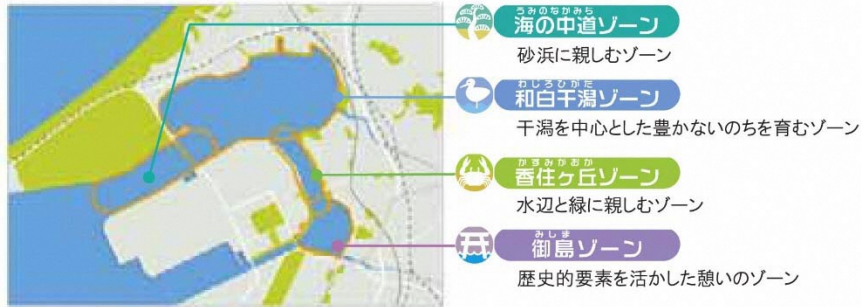 うみのなかみち
海の中道ゾーン
砂浜に親しむゾーン
わじろひがた
和白干潟ゾーン
干潟を中心とした豊かないのちを育むゾーン
かすみがおか
香住ヶ丘ゾーン
水辺と緑に親しむゾーン
みしま
御島ゾーン
歴史的要素を活かした憩いのゾーン